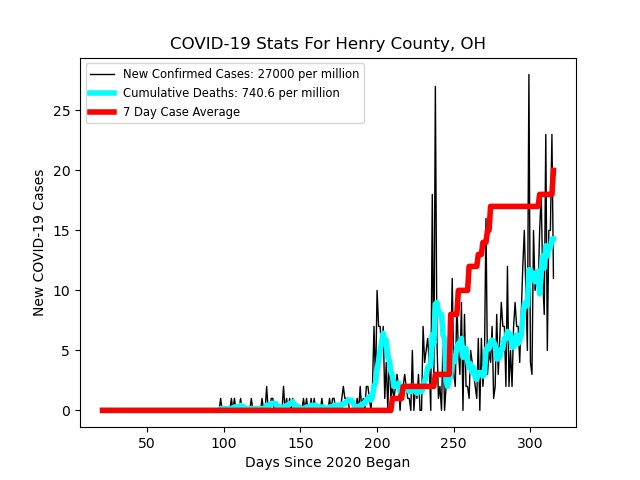 COVID-19 Stats For Henry County, OH
New Confirmed Cases: 27000 per million
Cumulative Deaths: 740.6 per million
7 Day Case Average
New COVID-19 Cases
25
20
15
10
5
0
50 100 150 200 250 300
Days Since 2020 Began